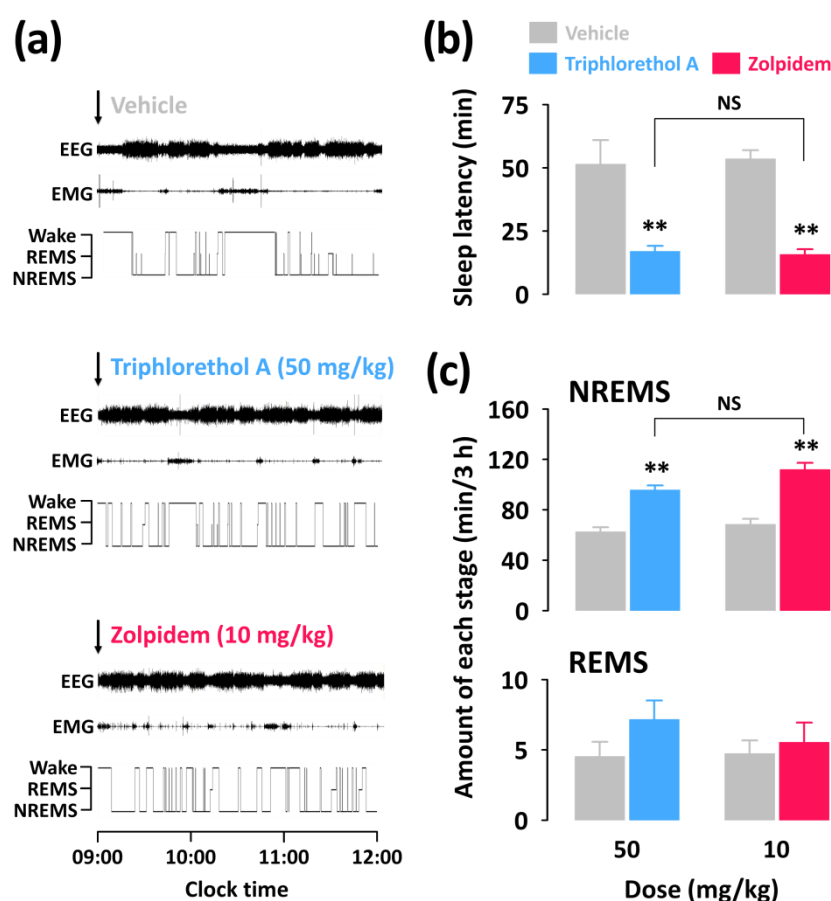 (a)
Vehicle
EEG
EMG
Wake
REMS
NREMS
Triphlorethol A (50 mg/kg)
EEG
EMG
Wake
REMS
NREMS
Zolpidem (10 mg/kg)
EEG
EMG
Wake
REMS
NREMS
09:00 10:00 11:00 12:00
Clock time
(b)
Vehicle
Triphlorethol A Zolpidem
Sleep latency (min)
75
50
25
0
NS
** **
(c)
NREMS
Amount of each stage (min/3 h)
160
120
80
40
0
NS
** **
REMS
10
5
0
50 10
Dose (mg/kg)